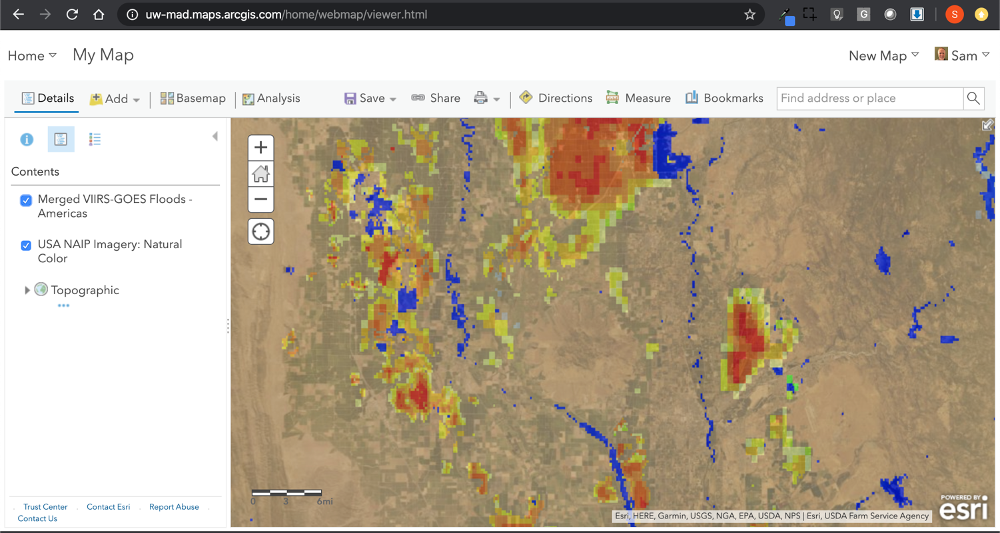 uw-mad.maps.arcgis.com/home/webmap/viewer.html
G
S
Home My Map New Map Sam
Details Add Basemap Analysis Save Share Directions Measure Bookmarks Find address or place
Contents
Merged VIIRS-GOES Floods -
Americas
USA NAIP Imagery: Natural
Color
Topographic
Trust Center Contact Esri Report Abuse
Contact Us
0 3 6mi
Esri, HERE, Garmin, USGS, NGA, EPA, USDA, NPS | Esri, USDA Farm Service Agency
POWERED BY
esri